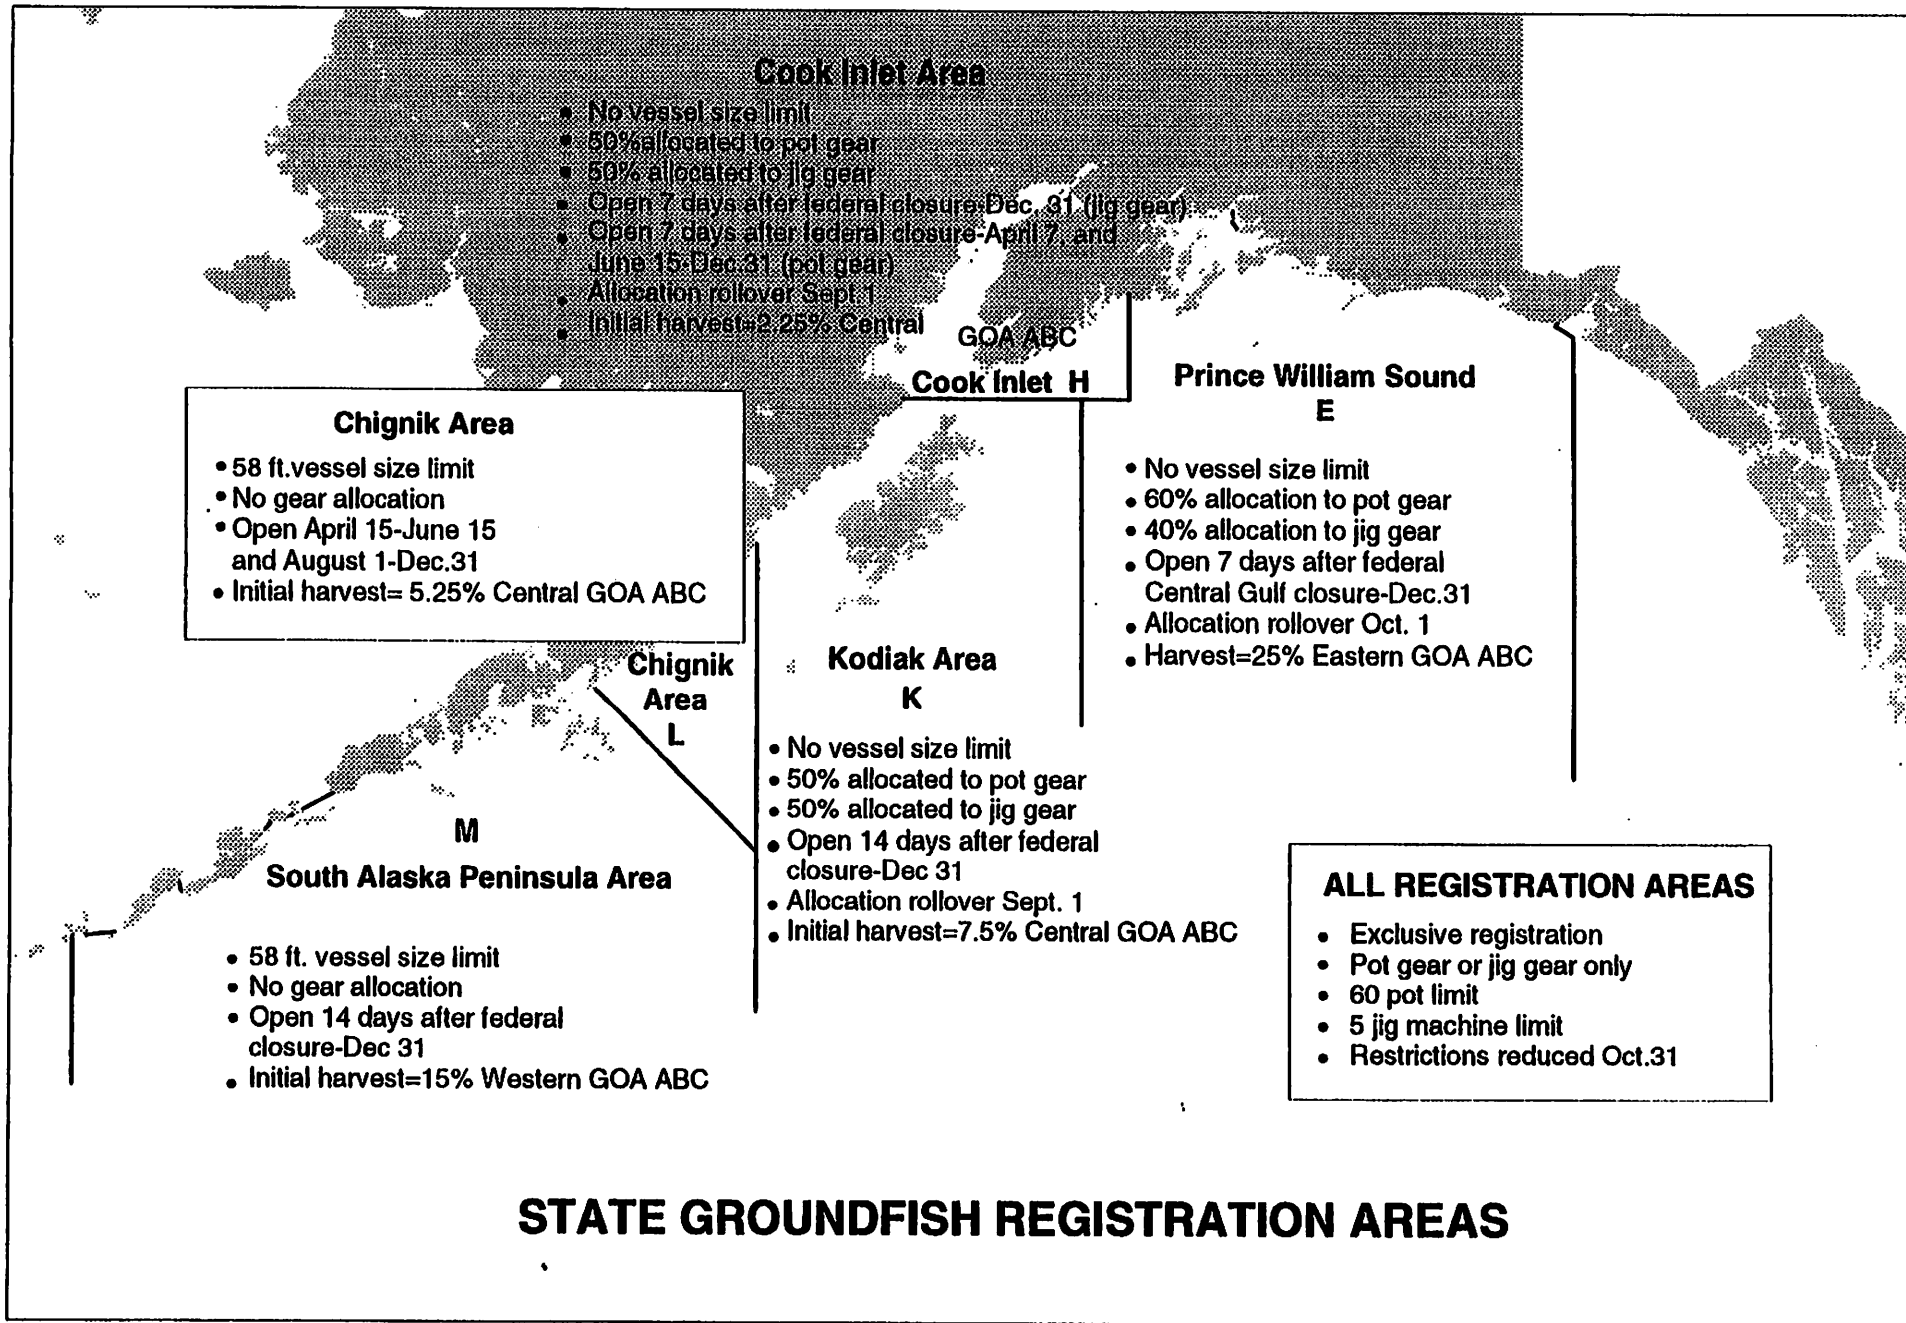 Cook Inlet Area
• No vessel size limit
• 50%allocated to pot gear
• 50% allocated to jig gear
• Open 7 days after federal closure-Dec. 31 (jig gear)
• Open 7 days after federal closure-April 7, and
June 15-Dec.31 (pot gear)
• Allocation rollover Sept.1
• Initial harvest=2.25% Central
GOA ABC
Cook Inlet H
Prince William Sound
E
• No vessel size limit
• 60% allocation to pot gear
• 40% allocation to jig gear
• Open 7 days after federal
Central Gulf closure-Dec.31
• Allocation rollover Oct. 1
• Harvest=25% Eastern GOA ABC
Chignik Area
• 58 ft.vessel size limit
• No gear allocation
• Open April 15-June 15
and August 1-Dec.31
• Initial harvest= 5.25% Central GOA ABC
Chignik
Area
L
Kodiak Area
K
• No vessel size limit
• 50% allocated to pot gear
• 50% allocated to jig gear
• Open 14 days after federal
closure-Dec 31
• Allocation rollover Sept. 1
• Initial harvest=7.5% Central GOA ABC
M
South Alaska Peninsula Area
• 58 ft. vessel size limit
• No gear allocation
• Open 14 days after federal
closure-Dec 31
• Initial harvest=15% Western GOA ABC
ALL REGISTRATION AREAS
• Exclusive registration
• Pot gear or jig gear only
• 60 pot limit
• 5 jig machine limit
• Restrictions reduced Oct.31
STATE GROUNDFISH REGISTRATION AREAS